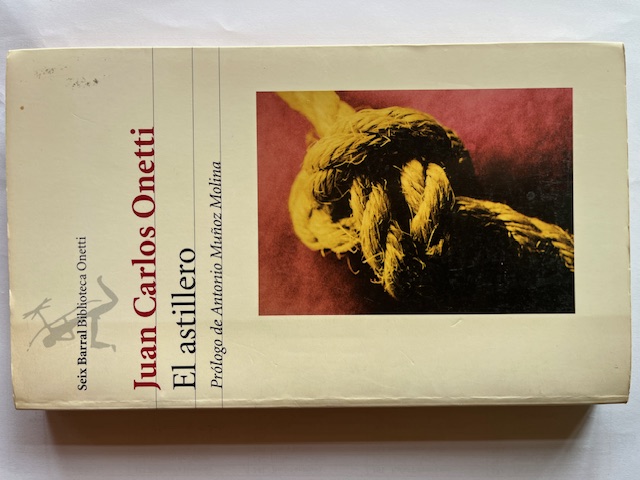 Seix Barral Biblioteca Onetti
Juan Carlos Onetti
El astillero
Prólogo de Antonio Muñoz Molina